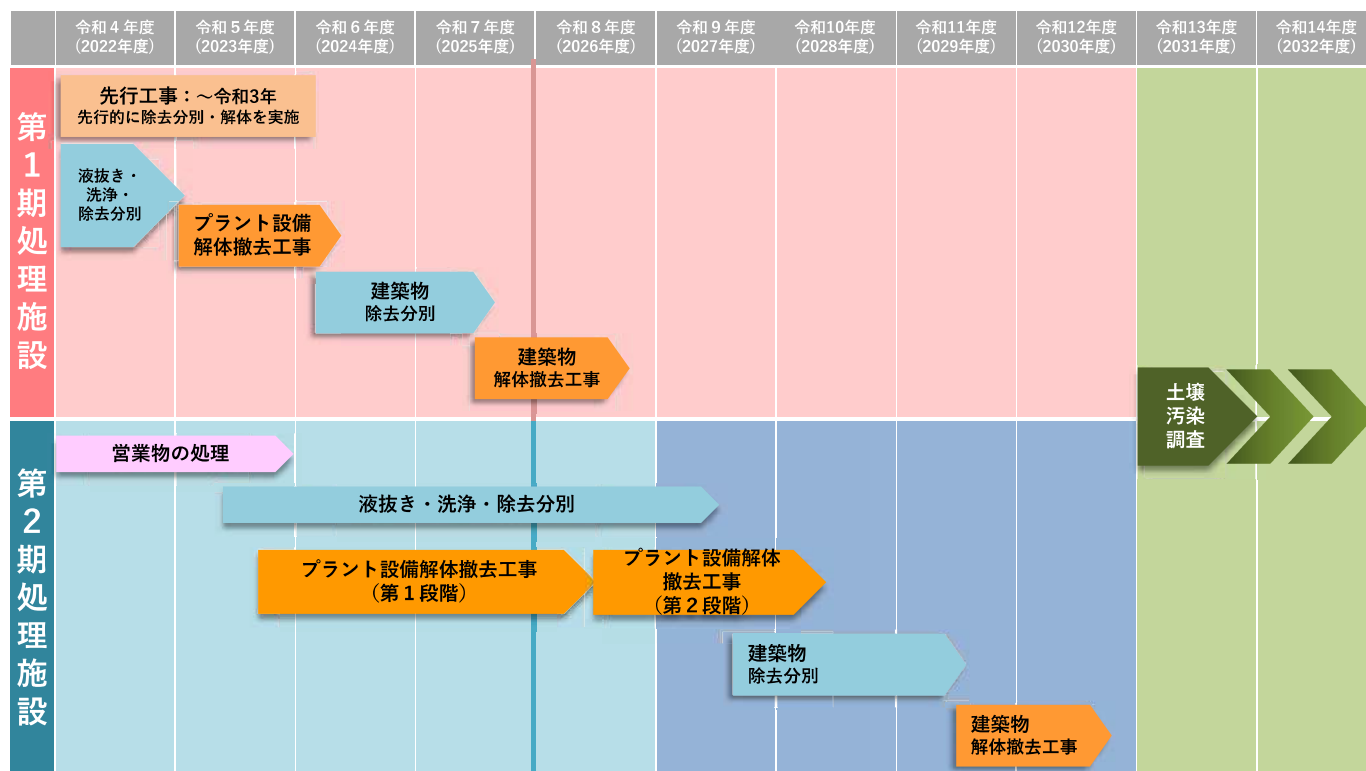 令和４年度
（2022年度）
令和５年度
（2023年度）
令和６年度
（2024年度）
令和７年度
（2025年度）
令和８年度
（2026年度）
令和９年度
（2027年度）
令和10年度
（2028年度）
令和11年度
（2029年度）
令和12年度
（2030年度）
令和13年度
（2031年度）
令和14年度
（2032年度）
第1期処理施設
先行工事：～令和3年
先行的に除去分別・解体を実施
液抜き・
洗浄・
除去分別
プラント設備
解体撤去工事
建築物
除去分別
建築物
解体撤去工事
土壌
汚染
調査
第2期処理施設
営業物の処理
液抜き・洗浄・除去分別
プラント設備解体撤去工事
（第１段階）
プラント設備解体
撤去工事
（第２段階）
建築物
除去分別
建築物
解体撤去工事